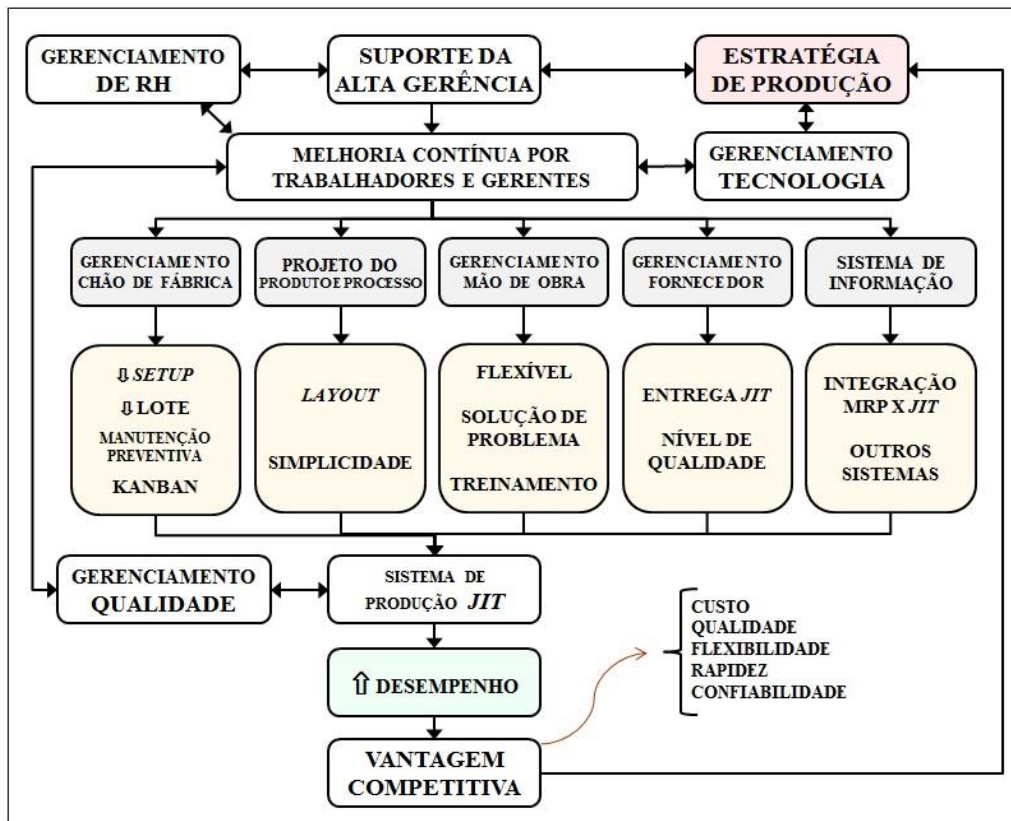 GERENCIAMENTO
DE RH
SUPORTE DA
ALTA GERÊNCIA
ESTRATÉGIA
DE PRODUÇÃO
MELHORIA CONTÍNUA POR
TRABALHADORES E GERENTES
GERENCIAMENTO
TECNOLOGIA
GERENCIAMENTO
CHÃO DE FÁBRICA
PROJETO DO
PRODUTO E PROCESSO
GERENCIAMENTO
MÃO DE OBRA
GERENCIAMENTO
FORNECEDOR
SISTEMA DE
INFORMAÇÃO
⇩ SETUP
⇩ LOTE
MANUTENÇÃO
PREVENTIVA
KANBAN
LAYOUT
SIMPLICIDADE
FLEXÍVEL
SOLUÇÃO DE
PROBLEMA
TREINAMENTO
ENTREGA JIT
NÍVEL DE
QUALIDADE
INTEGRAÇÃO
MRP X JIT
OUTROS
SISTEMAS
GERENCIAMENTO
QUALIDADE
SISTEMA DE
PRODUÇÃO JIT
⇧ DESEMPENHO
CUSTO
QUALIDADE
FLEXIBILIDADE
RAPIDEZ
CONFIABILIDADE
VANTAGEM
COMPETITIVA